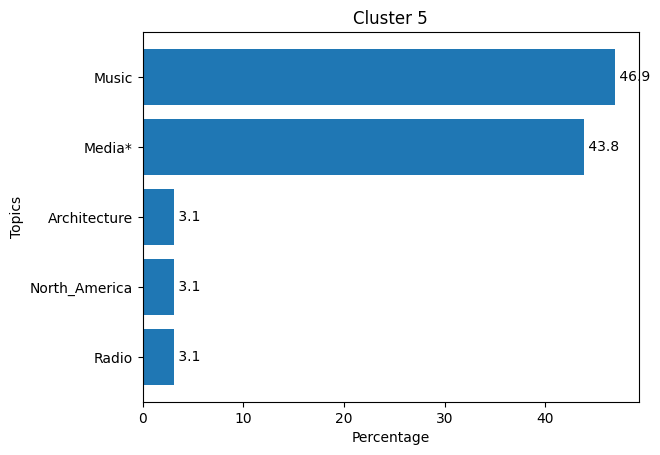 Cluster 5
Topics
Music
46.9
Media*
43.8
Architecture
3.1
North_America
3.1
Radio
3.1
0
10
20
30
40
Percentage